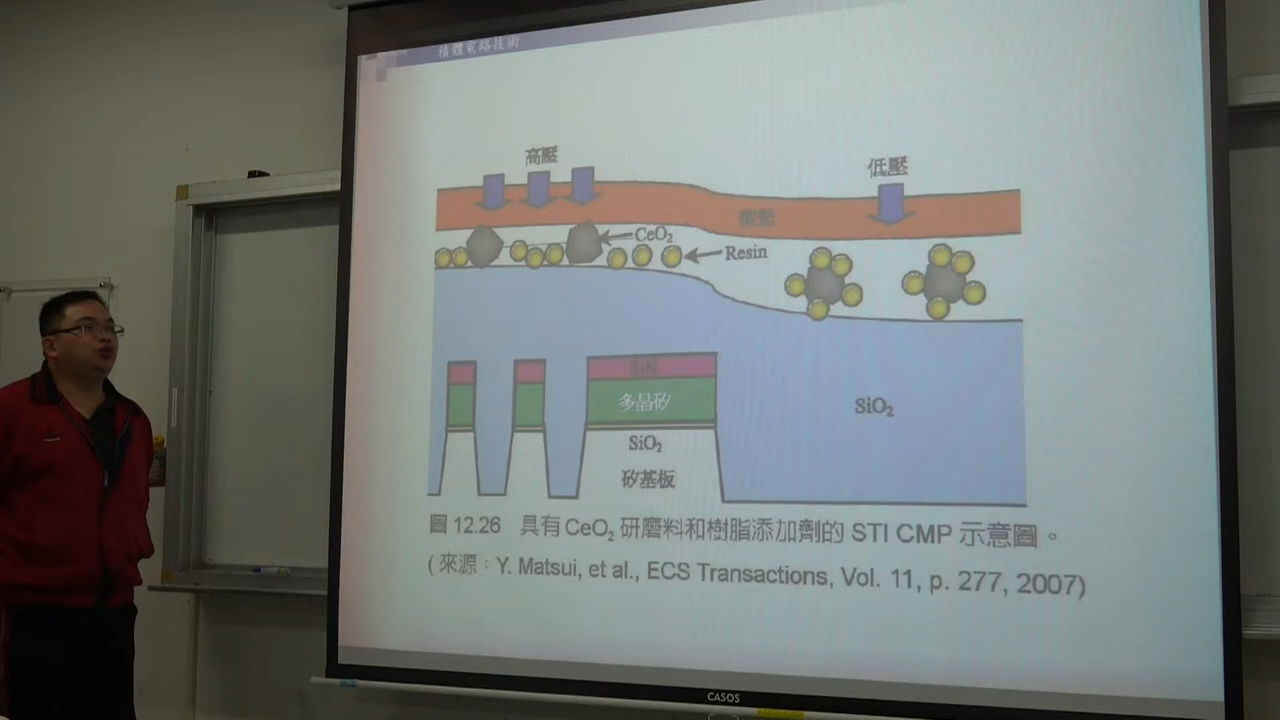 積體電路技術
高壓
低壓
CeO₂
Resin
SiN
多晶矽
SiO₂
SiO₂
矽基板
圖 12.26 具有 CeO₂ 研磨料和樹脂添加劑的 STI CMP 示意圖。
(來源：Y. Matsui, et al., ECS Transactions, Vol. 11, p. 277, 2007)
CASOS